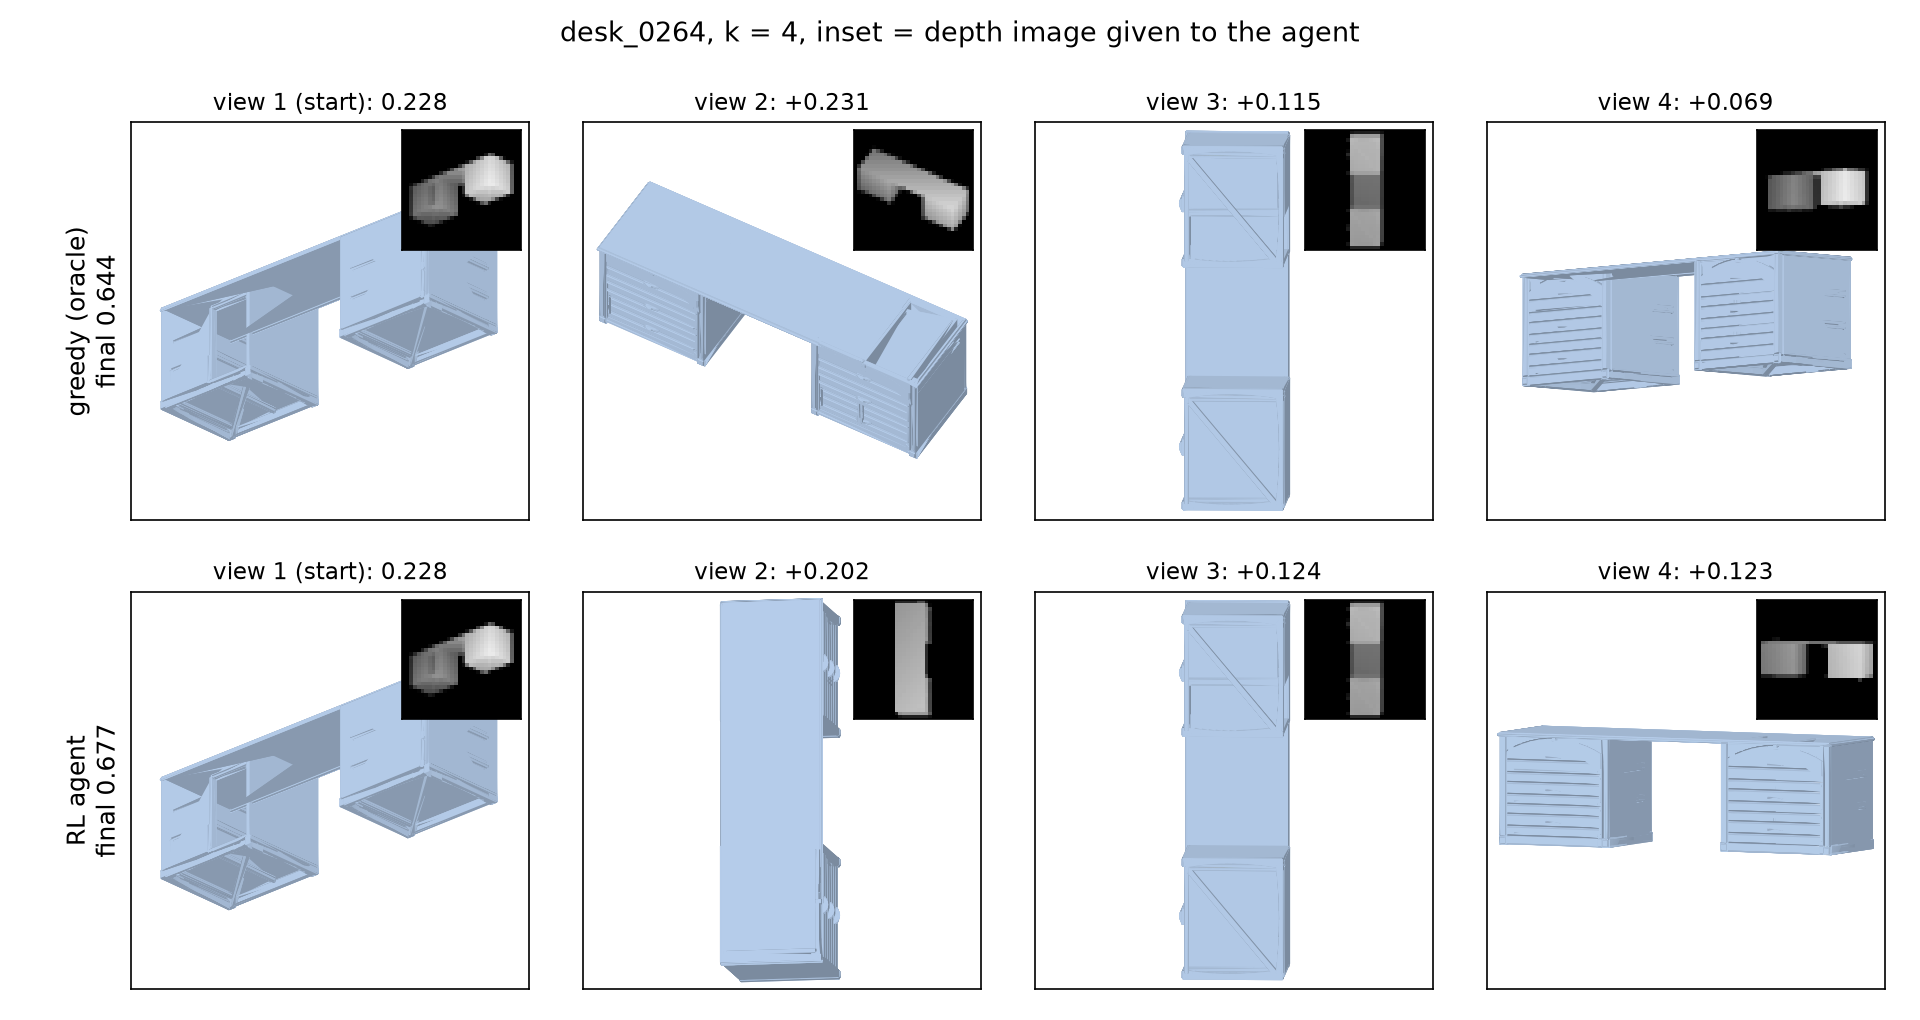 desk_0264, k = 4, inset = depth image given to the agent
view 1 (start): 0.228
view 2: +0.231
view 3: +0.115
view 4: +0.069
greedy (oracle)
final 0.644
view 1 (start): 0.228
view 2: +0.202
view 3: +0.124
view 4: +0.123
RL agent
final 0.677